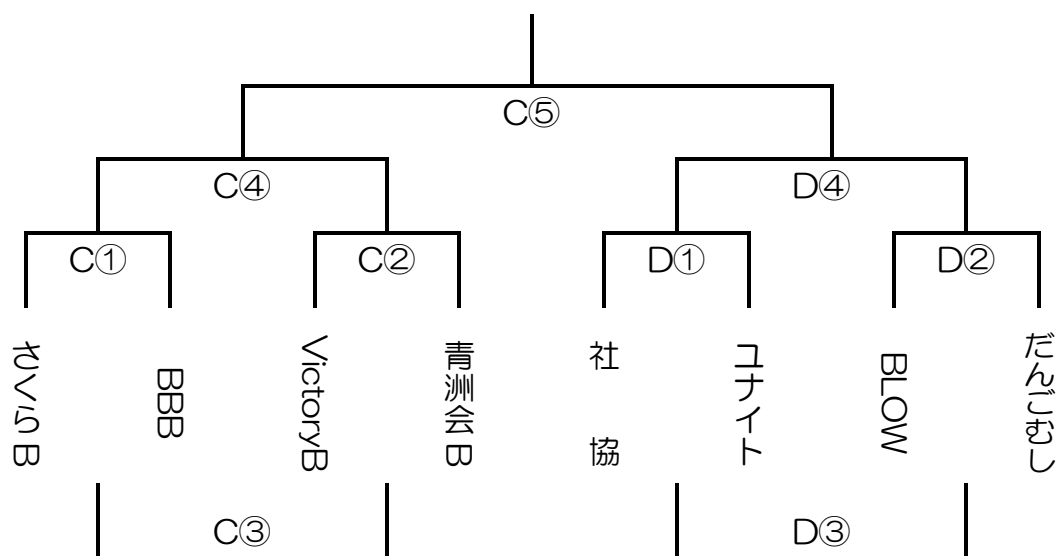 C⑤
C④
D④
C①
C②
D①
D②
さくらB
BBB
VictoryB
青洲会B
社協
ユナイト
BLOW
だんごむし
C③
D③